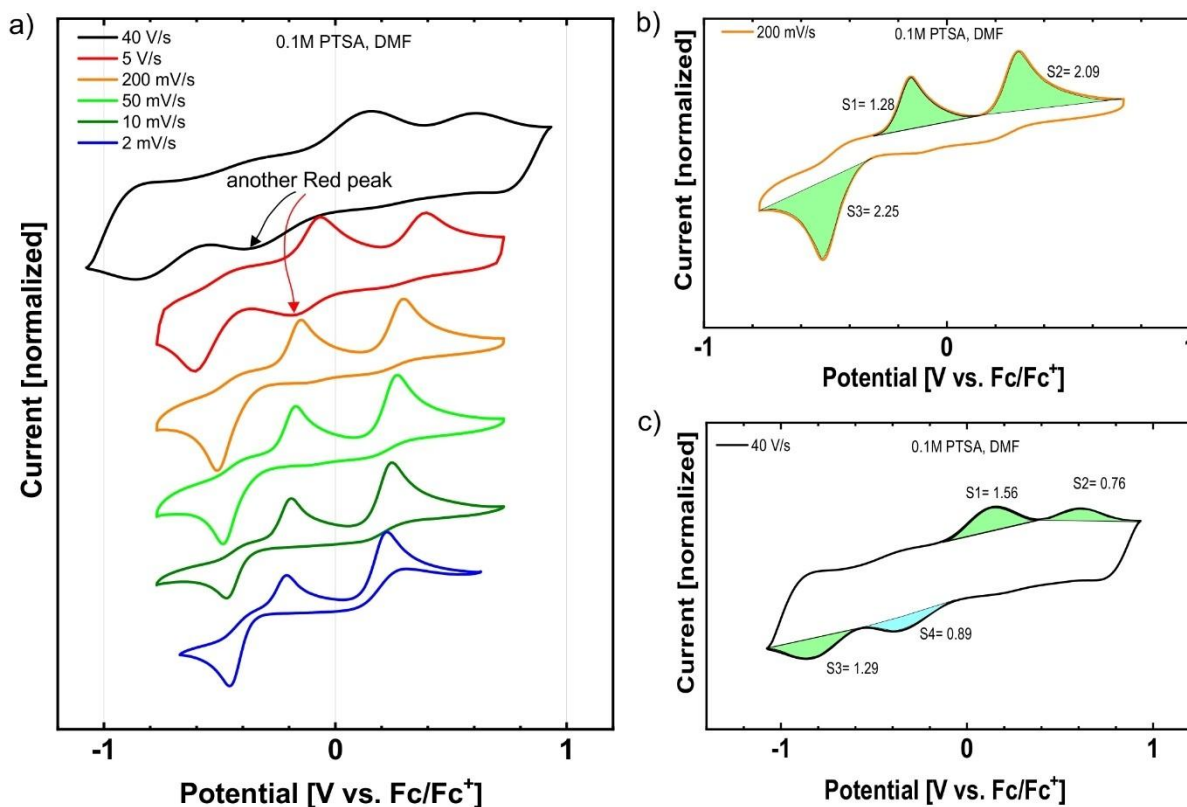 a)
40 V/s
5 V/s
200 mV/s
50 mV/s
10 mV/s
2 mV/s
0.1M PTSA, DMF
another Red peak
Current [normalized]
-1
0
1
Potential [V vs. Fc/Fc⁺]
b)
200 mV/s
0.1M PTSA, DMF
S1= 1.28
S2= 2.09
S3= 2.25
Current [normalized]
-1
0
1
Potential [V vs. Fc/Fc⁺]
c)
40 V/s
0.1M PTSA, DMF
S1= 1.56
S2= 0.76
S4= 0.89
S3= 1.29
Current [normalized]
-1
0
1
Potential [V vs. Fc/Fc⁺]